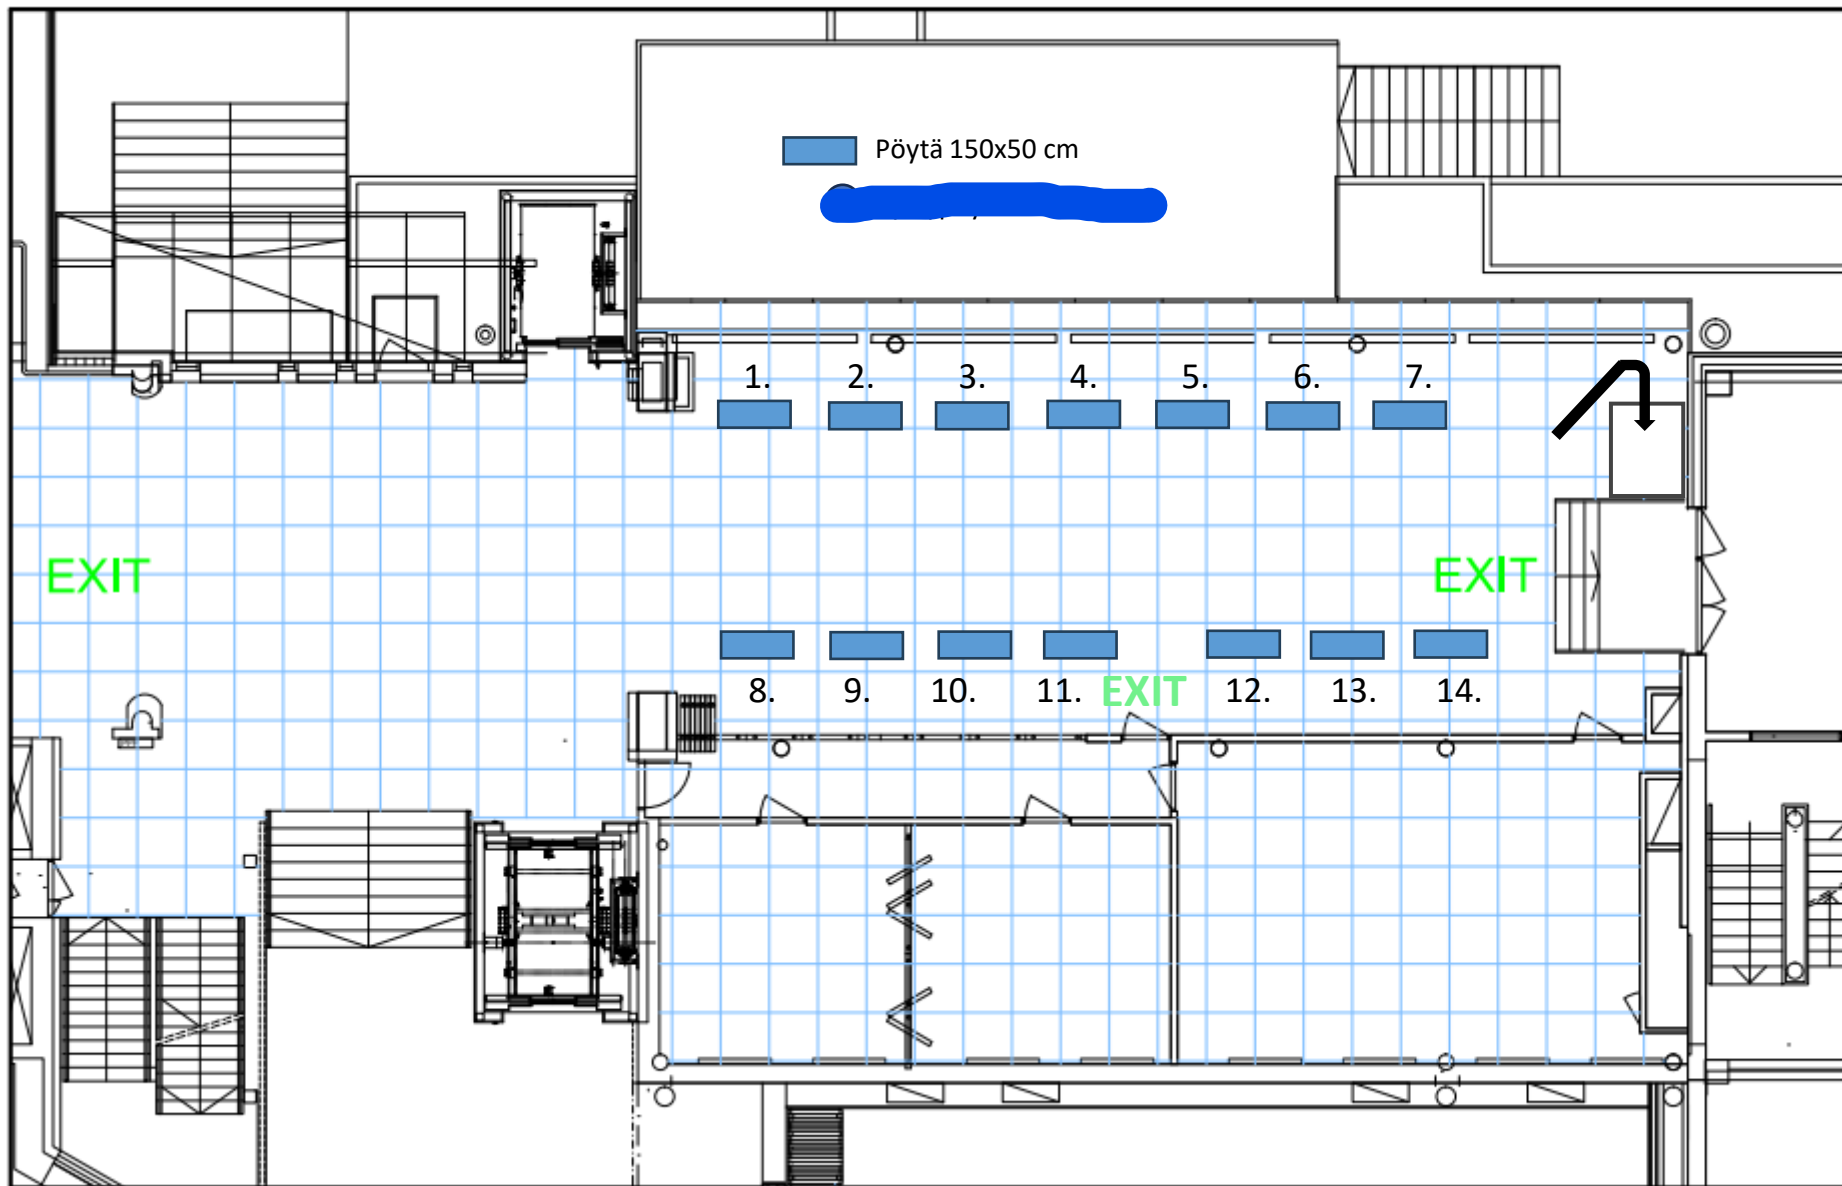 Pöytä 150x50 cm
1. 2. 3. 4. 5. 6. 7.
EXIT EXIT
8. 9. 10. 11. EXIT 12. 13. 14.